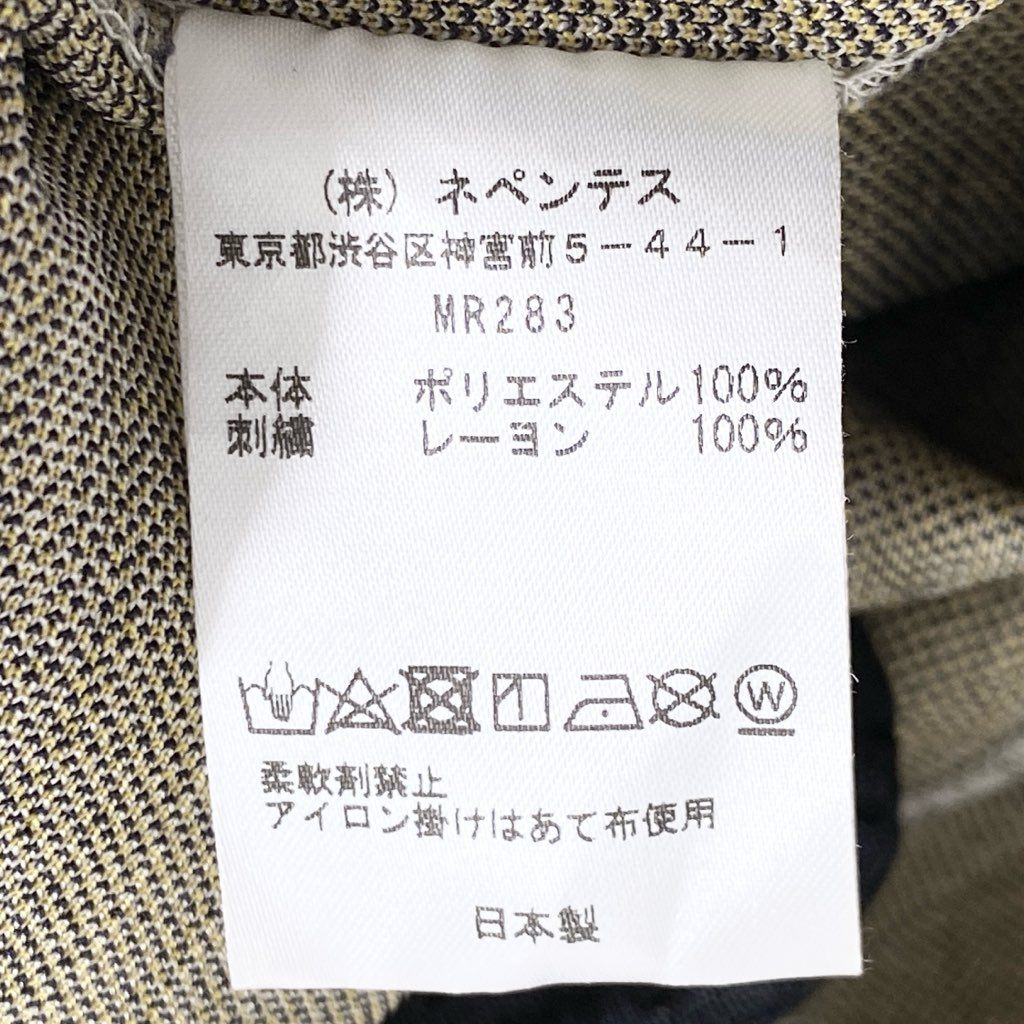 (株) ネペンテス
東京都渋谷区神宮前5-44-1
MR283
本体 ポリエステル100%
刺繍 レーヨン 100%
W
柔軟剤禁止
アイロン掛けはあて布使用
日本製